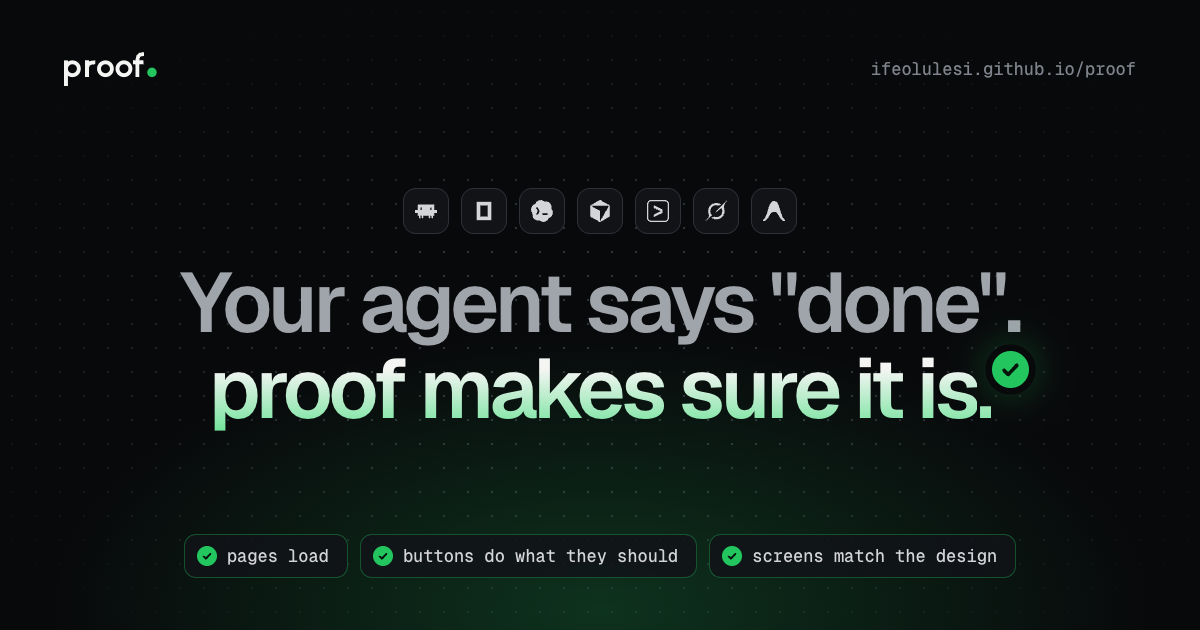 proof.
ifeolulesi.github.io/proof
Your agent says "done".
proof makes sure it is.
pages load
buttons do what they should
screens match the design